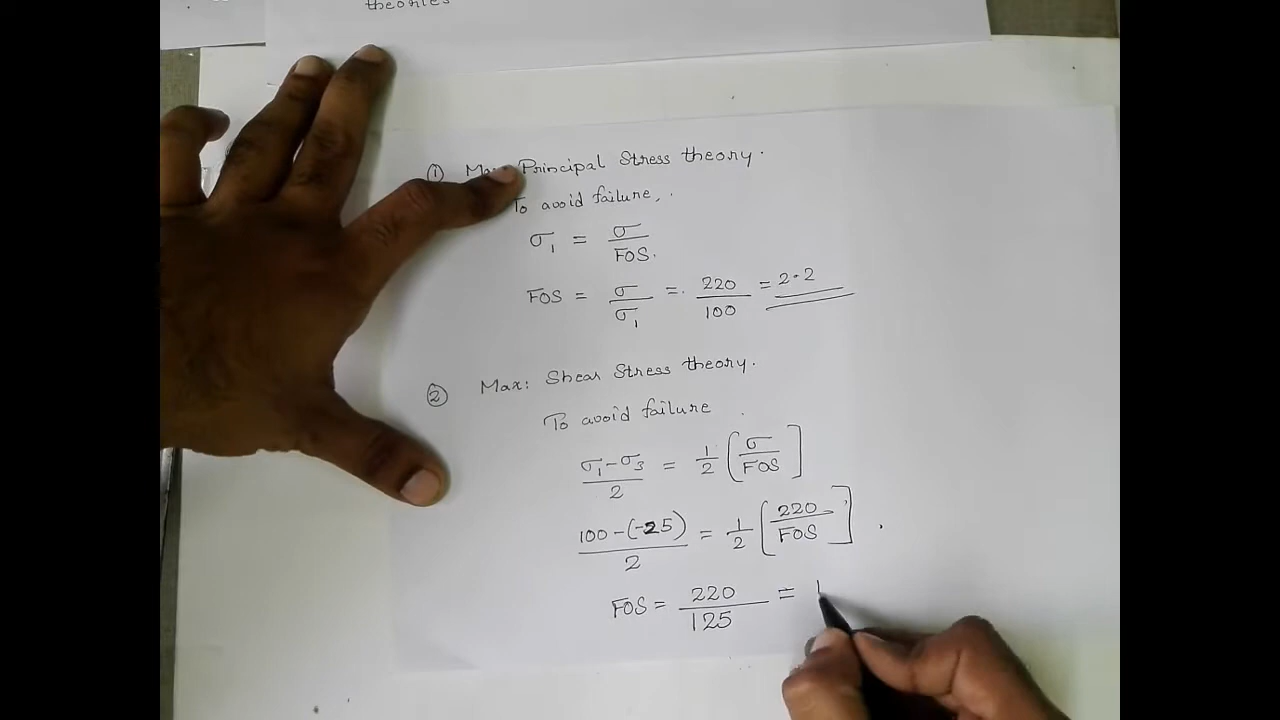 theories
① Max: Principal Stress theory.
To avoid failure,
σ₁ = σ / FOS.
FOS = σ / σ₁ = 220 / 100 = 2.2
② Max: Shear Stress theory.
To avoid failure
(σ₁-σ₃) / 2 = 1/2 [σ / FOS]
(100-(-25)) / 2 = 1/2 [220 / FOS]
FOS = 220 / 125 = 1